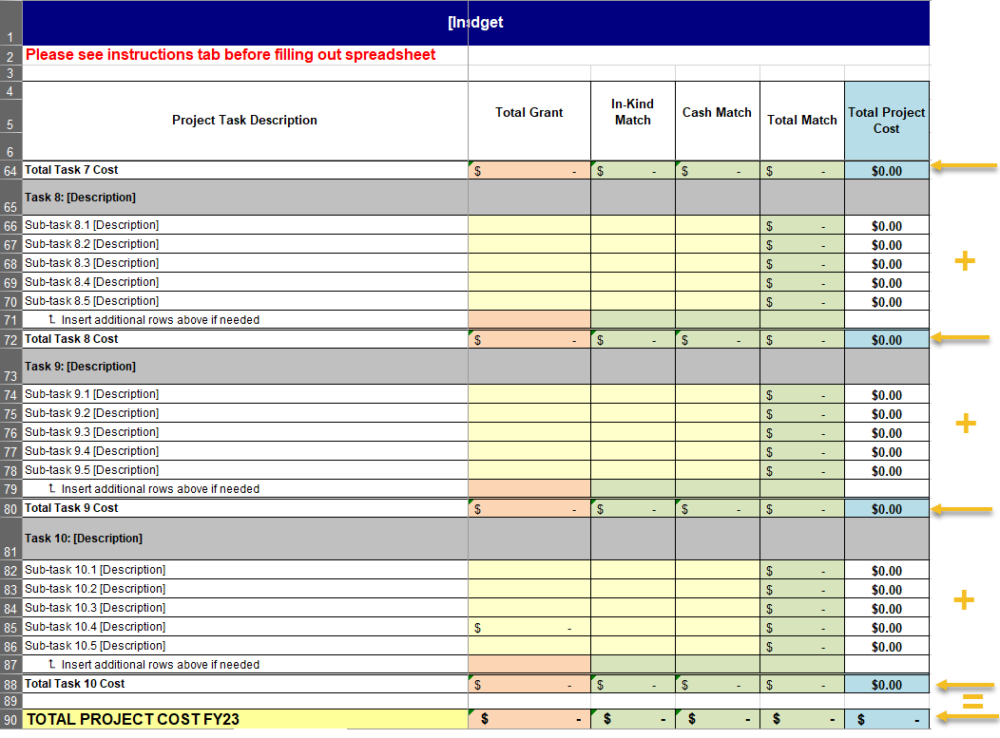 1 [Insdget
2 Please see instructions tab before filling out spreadsheet
3
4
5
6
Project Task Description
Total Grant
In-Kind
Match
Cash Match
Total Match
Total Project
Cost
64 Total Task 7 Cost $ - $ - $ - $ - $0.00
65 Task 8: [Description]
66 Sub-task 8.1 [Description] $ - $0.00
67 Sub-task 8.2 [Description] $ - $0.00
68 Sub-task 8.3 [Description] $ - $0.00
69 Sub-task 8.4 [Description] $ - $0.00
70 Sub-task 8.5 [Description] $ - $0.00
71 Insert additional rows above if needed
72 Total Task 8 Cost $ - $ - $ - $ - $0.00
73 Task 9: [Description]
74 Sub-task 9.1 [Description] $ - $0.00
75 Sub-task 9.2 [Description] $ - $0.00
76 Sub-task 9.3 [Description] $ - $0.00
77 Sub-task 9.4 [Description] $ - $0.00
78 Sub-task 9.5 [Description] $ - $0.00
79 Insert additional rows above if needed
80 Total Task 9 Cost $ - $ - $ - $ - $0.00
81 Task 10: [Description]
82 Sub-task 10.1 [Description] $ - $0.00
83 Sub-task 10.2 [Description] $ - $0.00
84 Sub-task 10.3 [Description] $ - $0.00
85 Sub-task 10.4 [Description] $ - $ - $0.00
86 Sub-task 10.5 [Description] $ - $0.00
87 Insert additional rows above if needed
88 Total Task 10 Cost $ - $ - $ - $ - $0.00
89
90 TOTAL PROJECT COST FY23 $ - $ - $ - $ - $ -
+
+
+
=